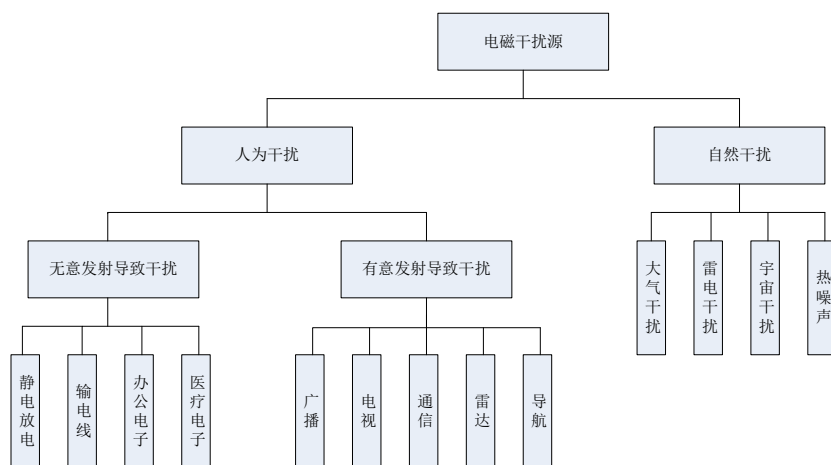 电磁干扰源
人为干扰
自然干扰
无意发射导致干扰
有意发射导致干扰
大气干扰
雷电干扰
宇宙干扰
热噪声
静电放电
输电线
办公电子
医疗电子
广播
电视
通信
雷达
导航